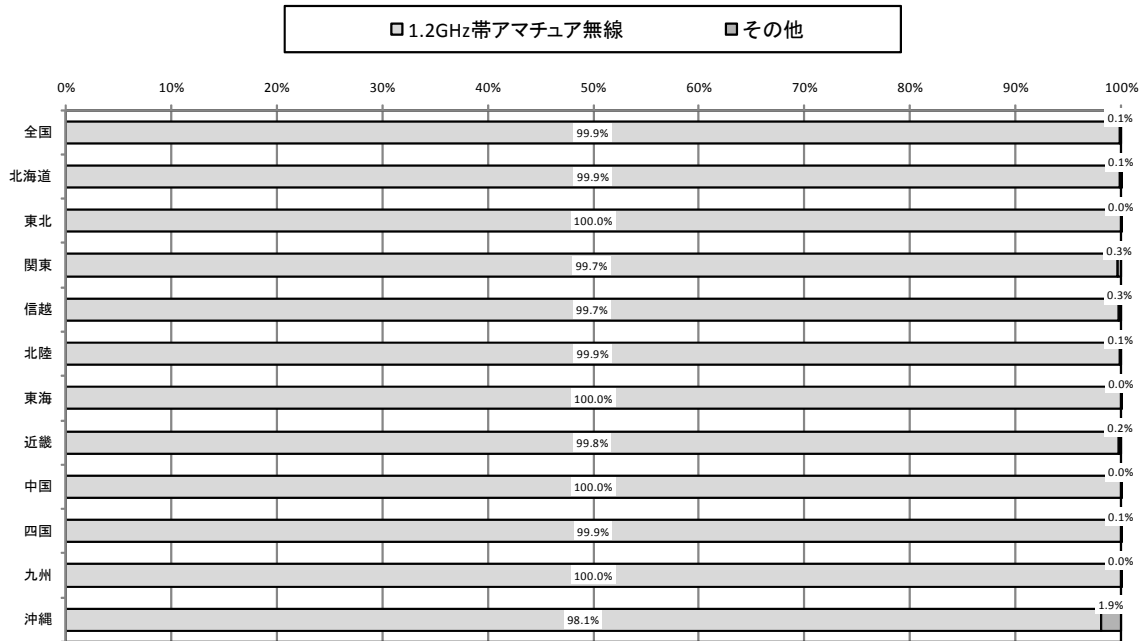 1.2GHz帯アマチュア無線 その他
0% 10% 20% 30% 40% 50% 60% 70% 80% 90% 100%
全国 99.9% 0.1%
北海道 99.9% 0.1%
東北 100.0% 0.0%
関東 99.7% 0.3%
信越 99.7% 0.3%
北陸 99.9% 0.1%
東海 100.0% 0.0%
近畿 99.8% 0.2%
中国 100.0% 0.0%
四国 99.9% 0.1%
九州 100.0% 0.0%
沖縄 98.1% 1.9%